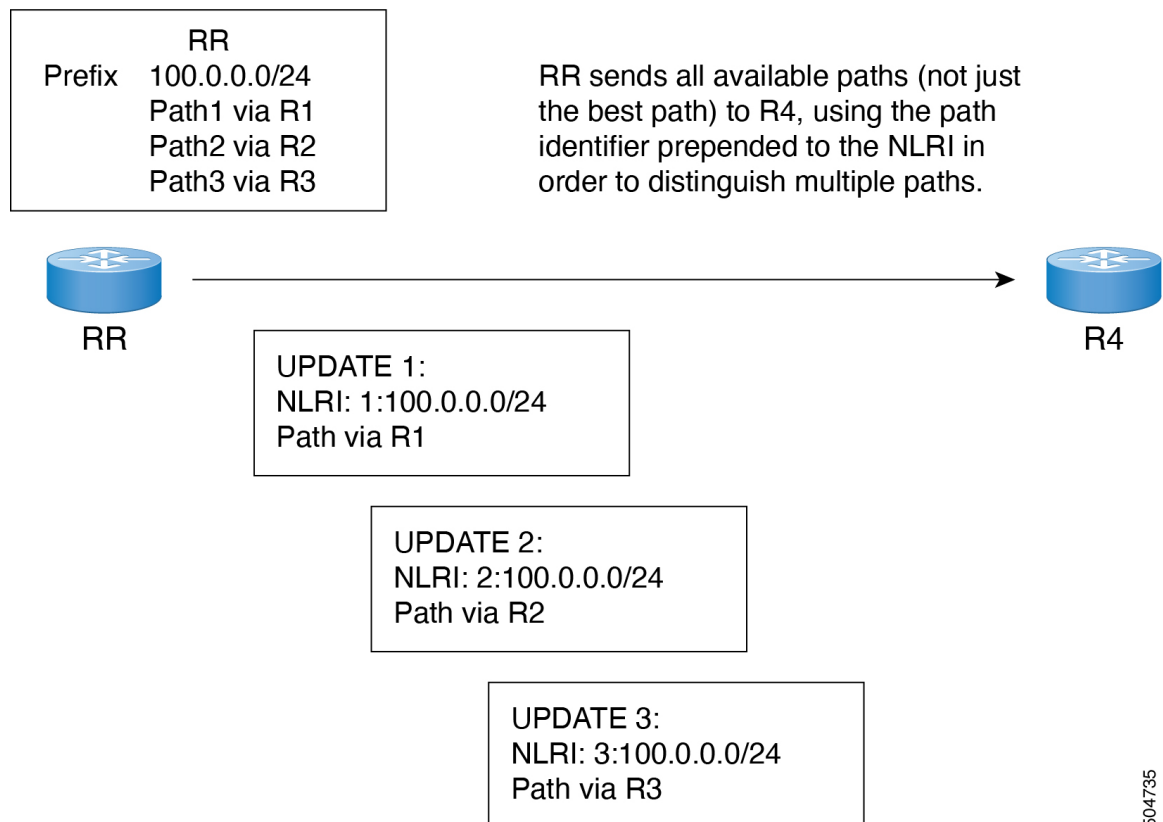 RR
Prefix 100.0.0.0/24
Path1 via R1
Path2 via R2
Path3 via R3
RR sends all available paths (not just
the best path) to R4, using the path
identifier prepended to the NLRI in
order to distinguish multiple paths.
RR
R4
UPDATE 1:
NLRI: 1:100.0.0.0/24
Path via R1
UPDATE 2:
NLRI: 2:100.0.0.0/24
Path via R2
UPDATE 3:
NLRI: 3:100.0.0.0/24
Path via R3
504735